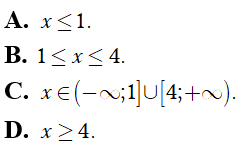 A. x ≤ 1.
B. 1 ≤ x ≤ 4.
C. x ∈ (−∞;1] ∪ [4;+∞).
D. x ≥ 4.